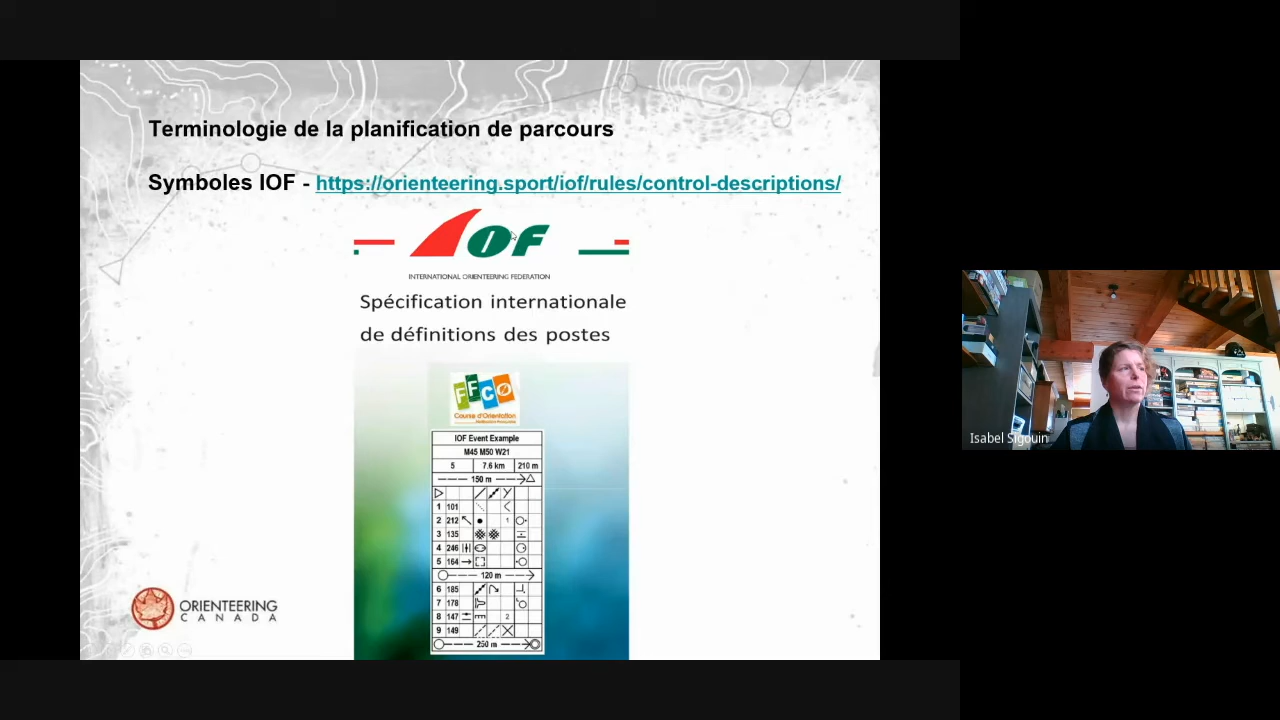 Terminologie de la planification de parcours
Symboles IOF - https://orienteering.sport/iof/rules/control-descriptions/
IOF
INTERNATIONAL ORIENTEERING FEDERATION
Spécification internationale
de définitions des postes
FFCO
Course d'Orientation
IOF Event Example
M45 M50 W21
5 7.6 km 210 m
150 m
1 101
2 212 1
3 135
4 246
5 164
120 m
6 185
7 178
8 147 2
9 149
250 m
ORIENTEERING
CANADA
Isabel Sigouin